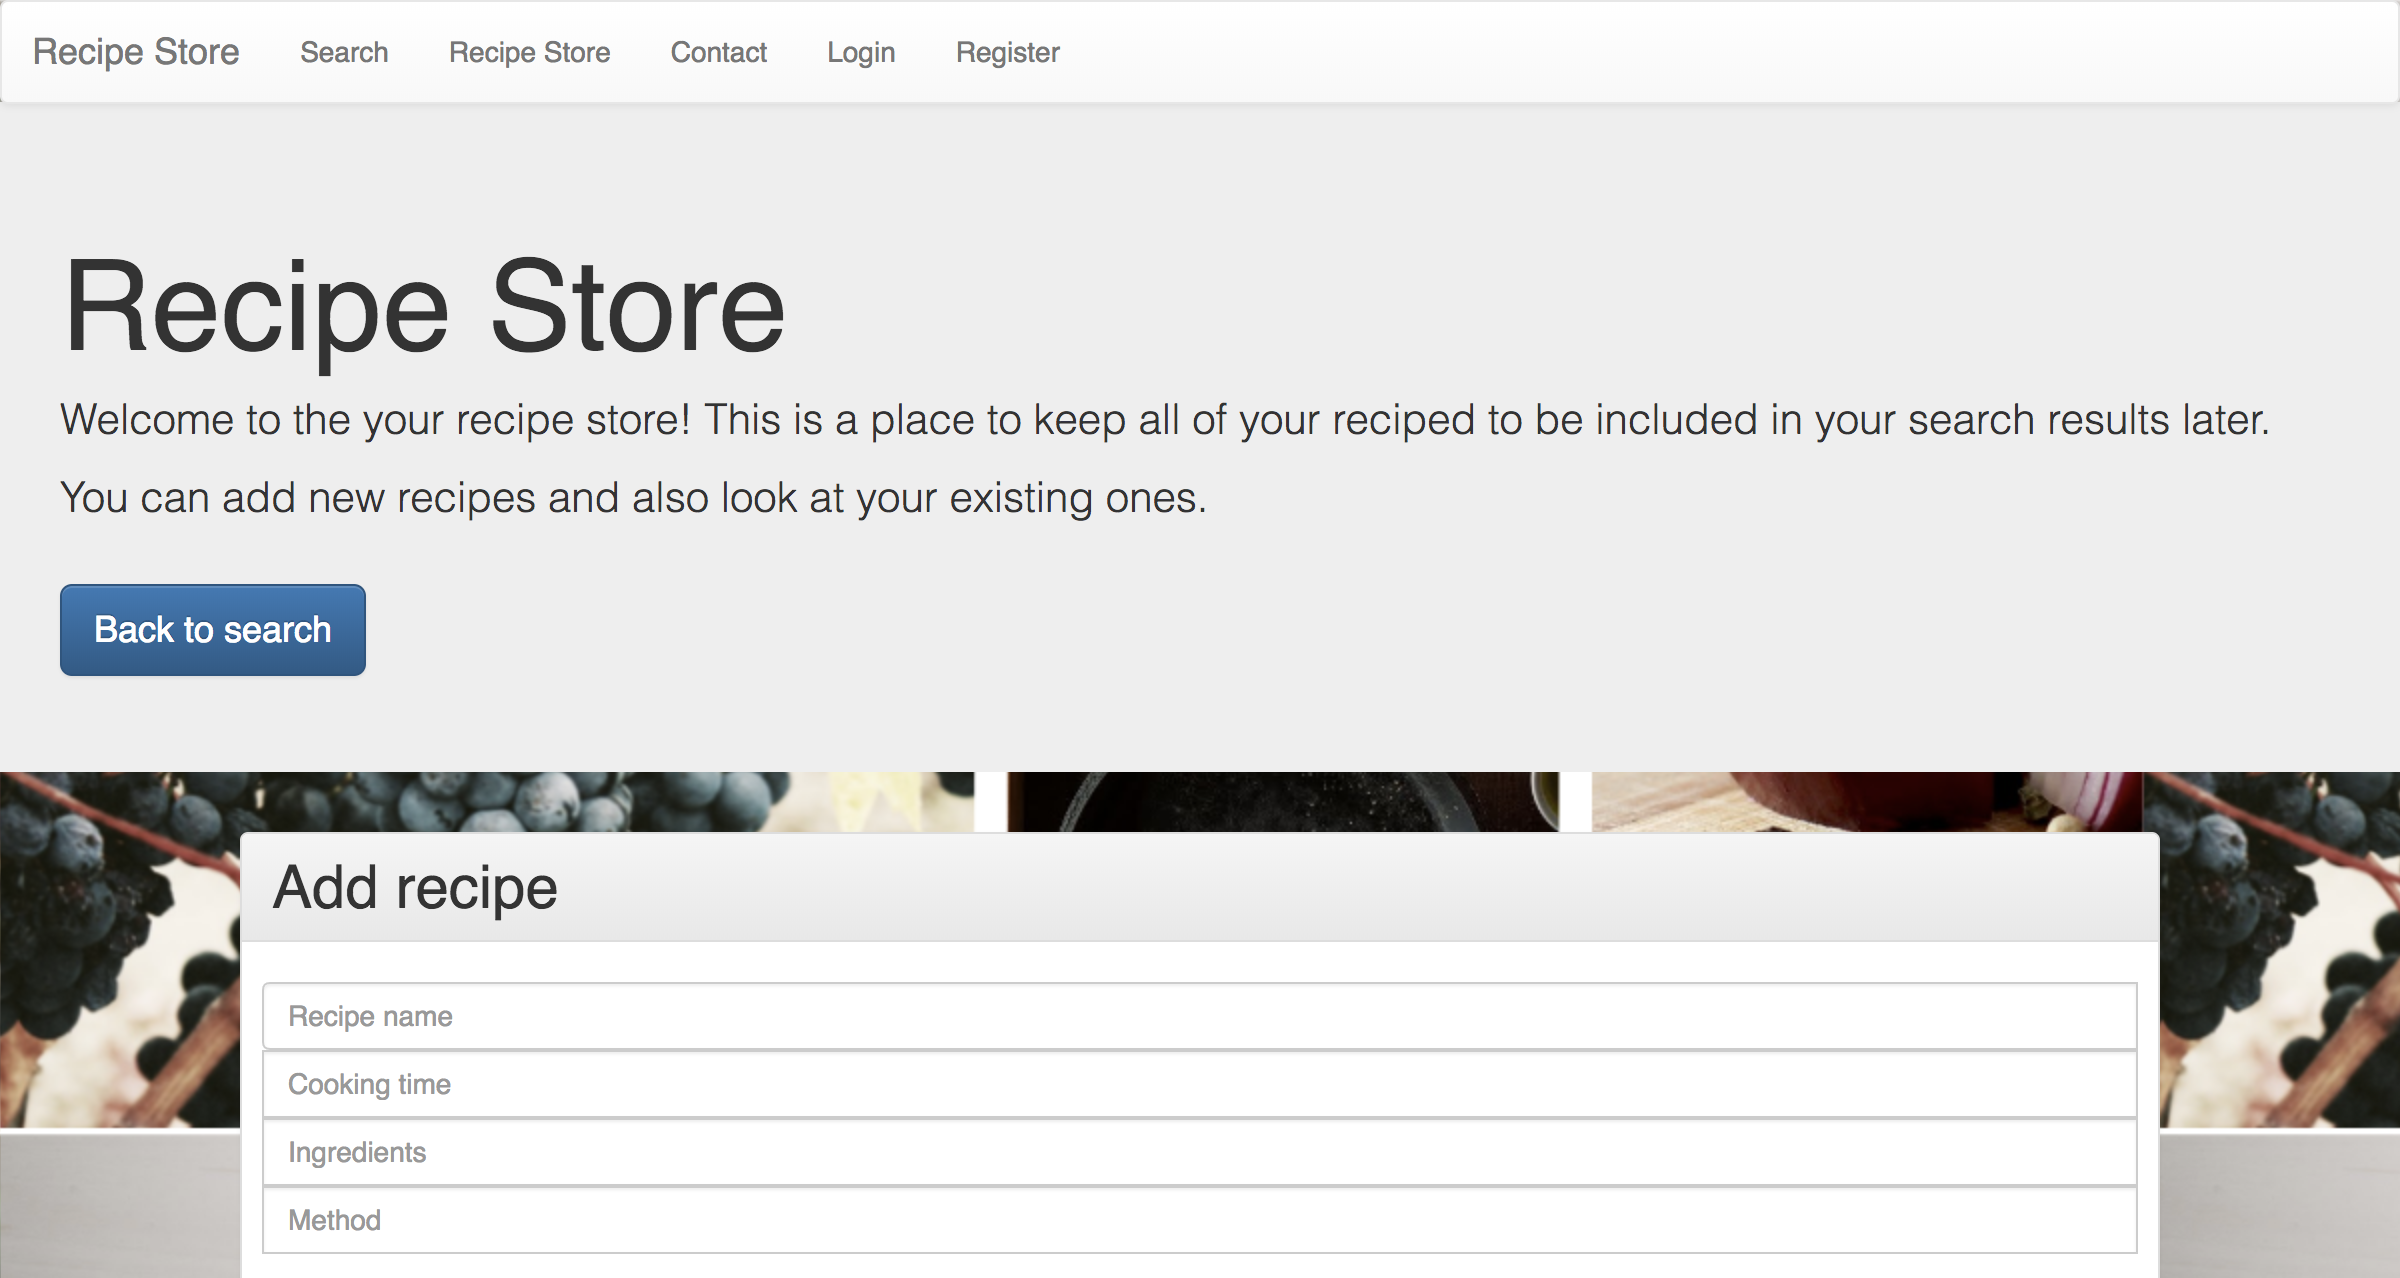 Recipe Store Search Recipe Store Contact Login Register
Recipe Store
Welcome to the your recipe store! This is a place to keep all of your reciped to be included in your search results later.
You can add new recipes and also look at your existing ones.
Back to search
Add recipe
Recipe name
Cooking time
Ingredients
Method